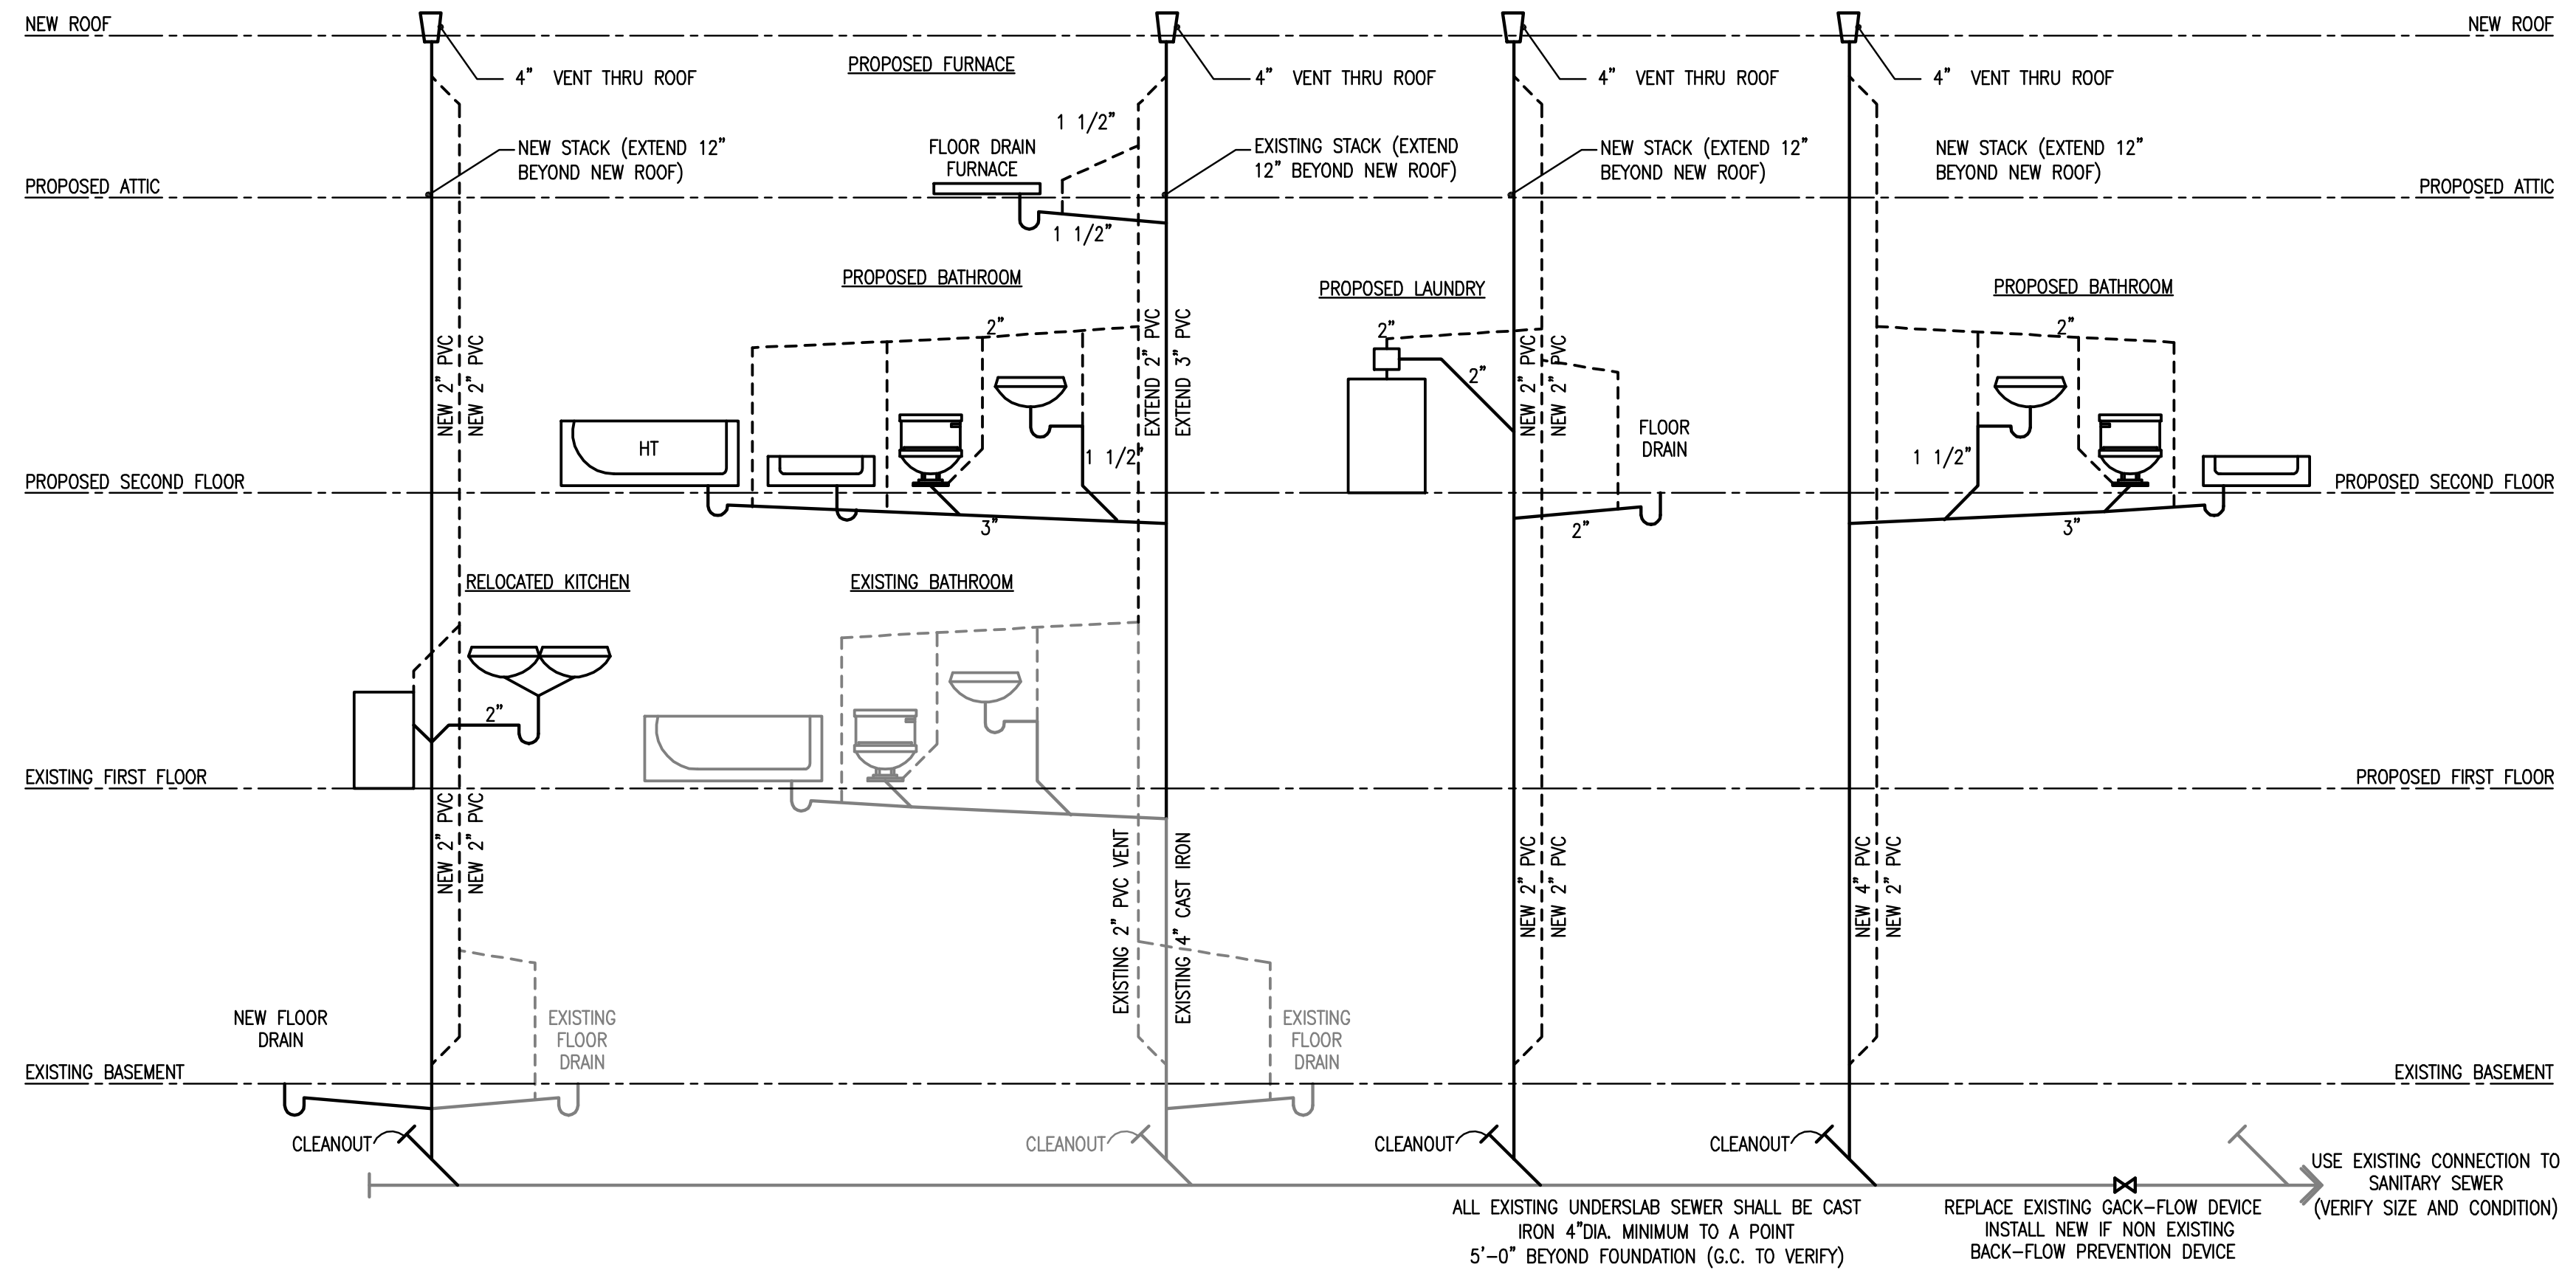 NEW ROOF
NEW ROOF
4” VENT THRU ROOF
PROPOSED FURNACE
4” VENT THRU ROOF
4” VENT THRU ROOF
4” VENT THRU ROOF
1 1/2”
NEW STACK (EXTEND 12”
BEYOND NEW ROOF)
FLOOR DRAIN
FURNACE
EXISTING STACK (EXTEND
12” BEYOND NEW ROOF)
NEW STACK (EXTEND 12”
BEYOND NEW ROOF)
NEW STACK (EXTEND 12”
BEYOND NEW ROOF)
PROPOSED ATTIC
PROPOSED ATTIC
1 1/2”
PROPOSED BATHROOM
PROPOSED LAUNDRY
PROPOSED BATHROOM
2”
2”
2”
NEW 2” PVC
NEW 2” PVC
EXTEND 2” PVC
EXTEND 3” PVC
NEW 2” PVC
NEW 2” PVC
2”
HT
1 1/2”
FLOOR
DRAIN
1 1/2”
PROPOSED SECOND FLOOR
PROPOSED SECOND FLOOR
3”
2”
3”
RELOCATED KITCHEN
EXISTING BATHROOM
2”
EXISTING FIRST FLOOR
PROPOSED FIRST FLOOR
NEW 2” PVC
NEW 2” PVC
EXISTING 2” PVC VENT
EXISTING 4” CAST IRON
NEW 2” PVC
NEW 2” PVC
NEW 4” PVC
NEW 2” PVC
NEW FLOOR
DRAIN
EXISTING
FLOOR
DRAIN
EXISTING
FLOOR
DRAIN
EXISTING BASEMENT
EXISTING BASEMENT
CLEANOUT
CLEANOUT
CLEANOUT
CLEANOUT
USE EXISTING CONNECTION TO
SANITARY SEWER
(VERIFY SIZE AND CONDITION)
ALL EXISTING UNDERSLAB SEWER SHALL BE CAST
IRON 4”DIA. MINIMUM TO A POINT
5’-0” BEYOND FOUNDATION (G.C. TO VERIFY)
REPLACE EXISTING GACK-FLOW DEVICE
INSTALL NEW IF NON EXISTING
BACK-FLOW PREVENTION DEVICE